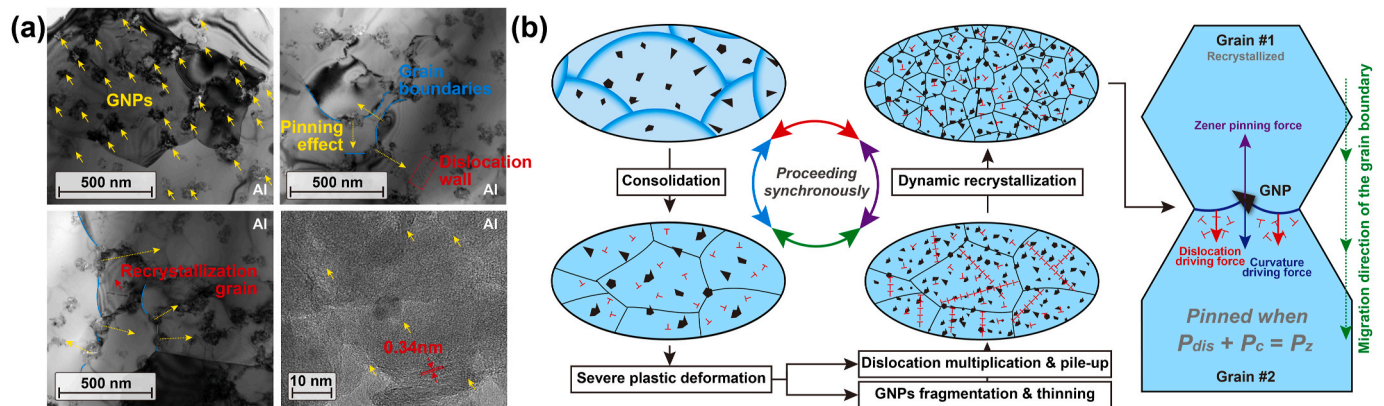 (a)
GNPs
500 nm
Al
Grain
boundaries
Pinning
effect
Dislocation
wall
500 nm
Al
Al
Recrystallization
grain
500 nm
Al
0.34nm
10 nm
(b)
Consolidation
Proceeding
synchronously
Dynamic recrystallization
Severe plastic deformation
Dislocation multiplication & pile-up
GNPs fragmentation & thinning
Grain #1
Recrystallized
Zener pinning force
GNP
Dislocation
driving force
Curvature
driving force
Pinned when
Pdis + Pc = Pz
Grain #2
Migration direction of the grain boundary